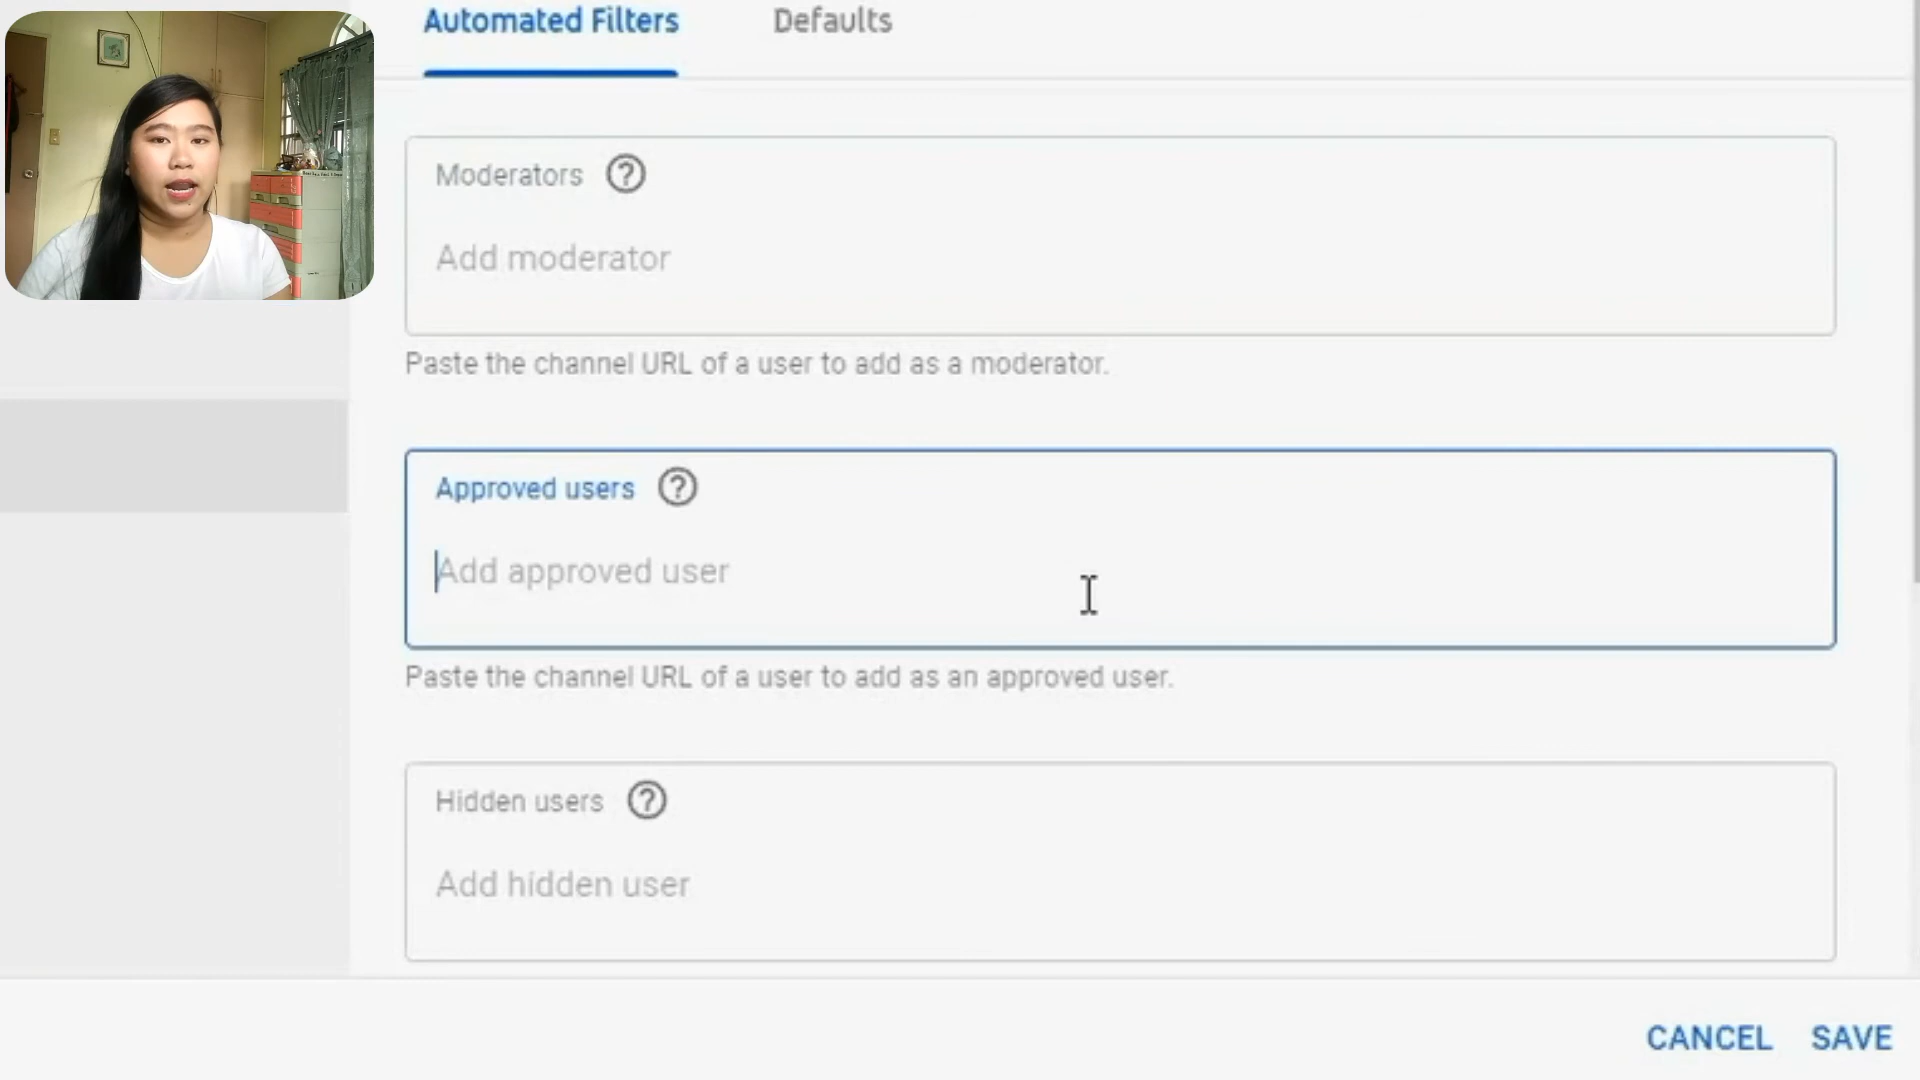 Automated Filters
Defaults
Moderators
Add moderator
Paste the channel URL of a user to add as a moderator.
Approved users
Add approved user
Paste the channel URL of a user to add as an approved user.
Hidden users
Add hidden user
CANCEL
SAVE